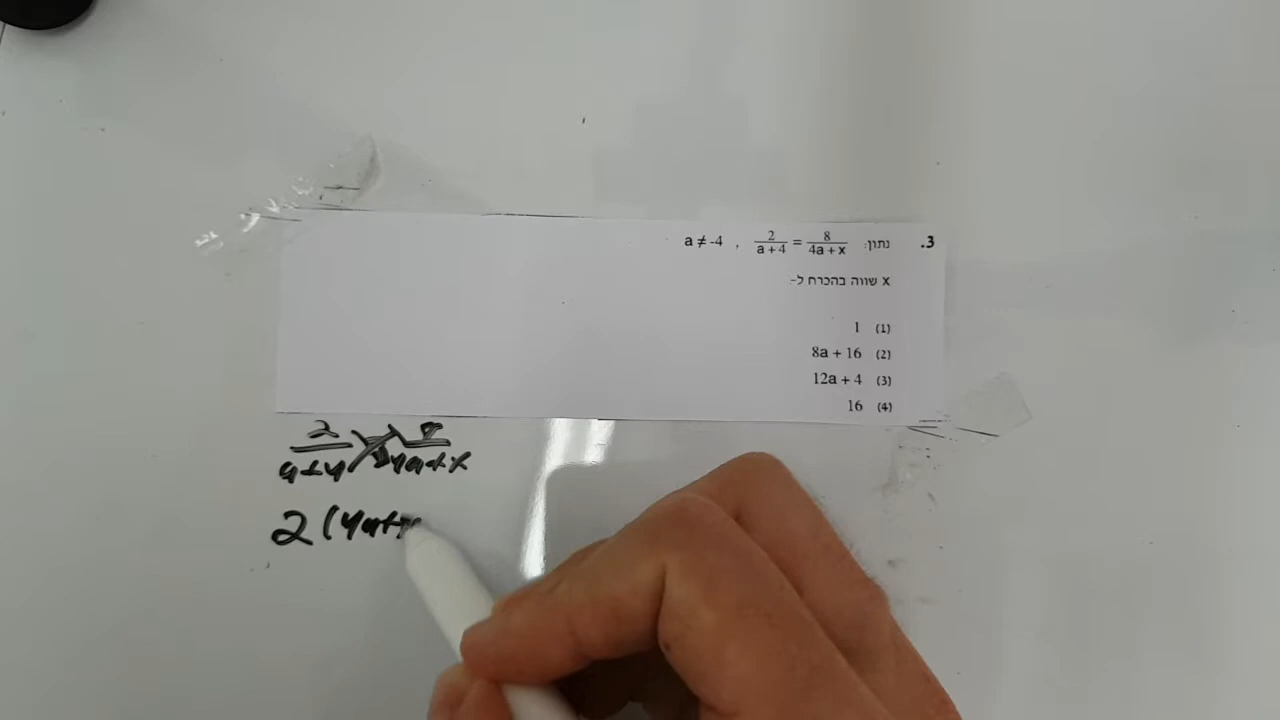 .3 נתון: 2/(a + 4) = 8/(4a + x) , a ≠ -4
x שווה בהכרח ל-:
(1) 1
(2) 8a + 16
(3) 12a + 4
(4) 16
2/(a+4) 8/(4a+x)
2(4a+x